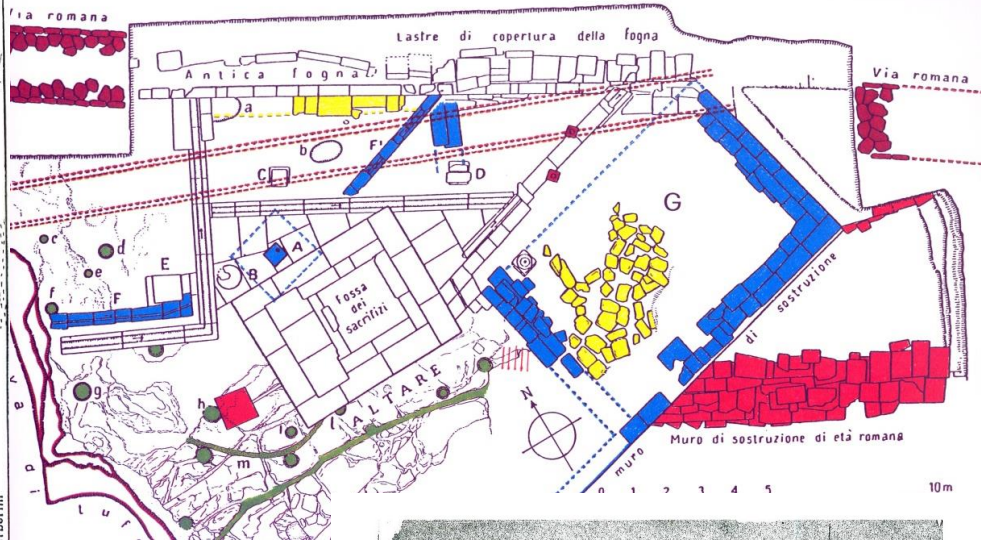 Via romana
Lastre di copertura della fogna
Antica fogna
Via romana
a
b
F1
C
D
G
c
d
e
E
A
B
f
F
Fossa
dei
sacrifizi
muro di sostruzione
g
h
ALTARE
l
m
N
Muro di sostruzione di età romana
0 1 2 3 4 5 10m